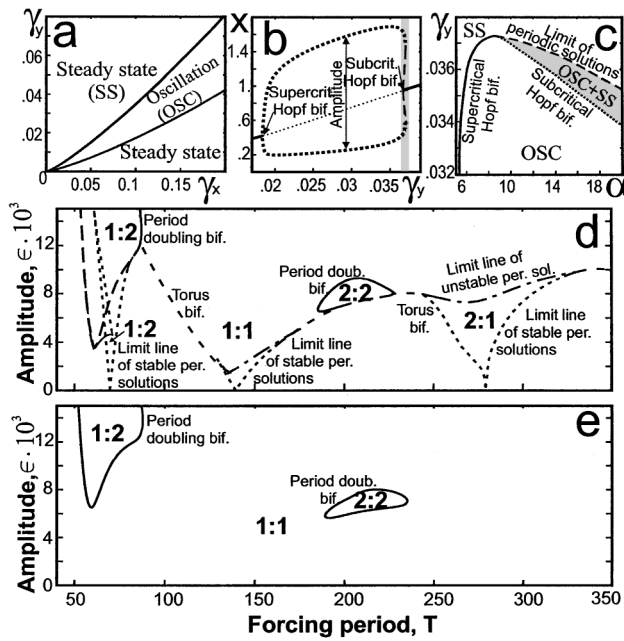 a
γy
.08
.06
.04
.02
0
Steady state
(SS)
Oscillation
(OSC)
Steady state
0.05
0.1
0.15
γx
b
X
1.6
1
.6
.2
Supercrit.
Hopf bif.
Amplitude
Subcrit.
Hopf bif.
.02
.03
γy
c
γy
.036
.034
.032
SS
Limit of
periodic solutions
OSC+SS
Subcritical
Hopf bif.
Supercritical
Hopf bif.
OSC
6
10
14
18
α
d
Amplitude, ϵ·10³
12
8
4
0
1:2
Period
doubling bif.
1:2
Limit line
of stable per.
solutions
Torus
bif.
1:1
Limit line
of stable per.
solutions
Period doub.
bif.
2:2
Torus
bif.
Limit line of
unstable per. sol.
2:1
Limit line
of stable per.
solutions
e
Amplitude, ϵ·10³
12
8
4
0
1:2
Period
doubling bif.
1:1
Period doub.
bif.
2:2
50
100
150
200
250
300
350
Forcing period, T